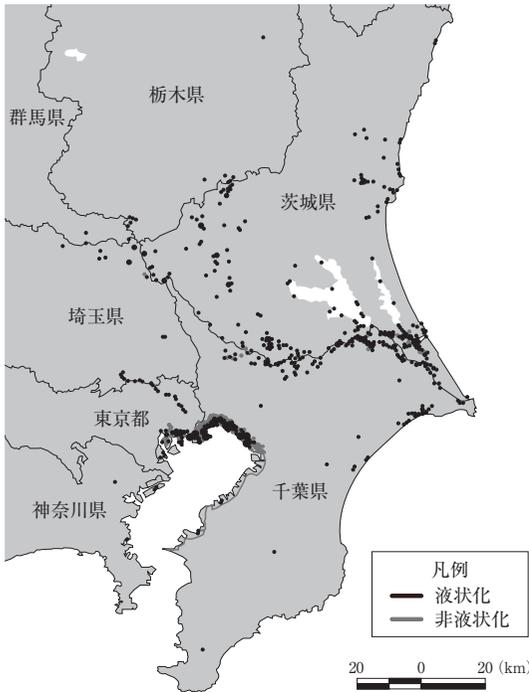 栃木県
群馬県
茨城県
埼玉県
東京都
千葉県
神奈川県
凡例
液状化
非液状化
20 0 20 (km)